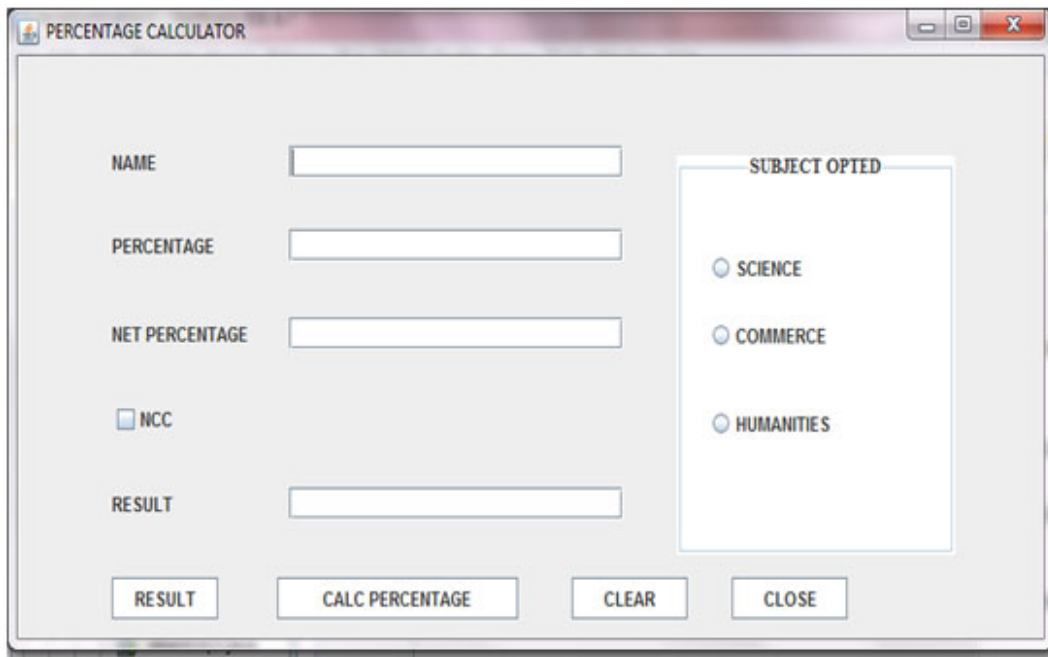 PERCENTAGE CALCULATOR
NAME
PERCENTAGE
NET PERCENTAGE
NCC
RESULT
SUBJECT OPTED
SCIENCE
COMMERCE
HUMANITIES
RESULT
CALC PERCENTAGE
CLEAR
CLOSE